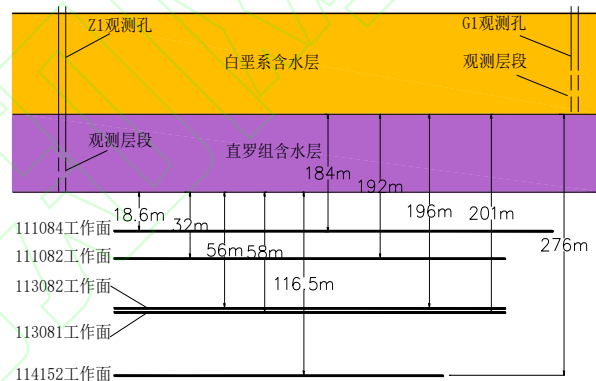 Z1观测孔
G1观测孔
白垩系含水层
观测层段
观测层段
直罗组含水层
184m
192m
18.6m
32m
196m
201m
111084工作面
56m
58m
276m
111082工作面
116.5m
113082工作面
113081工作面
114152工作面